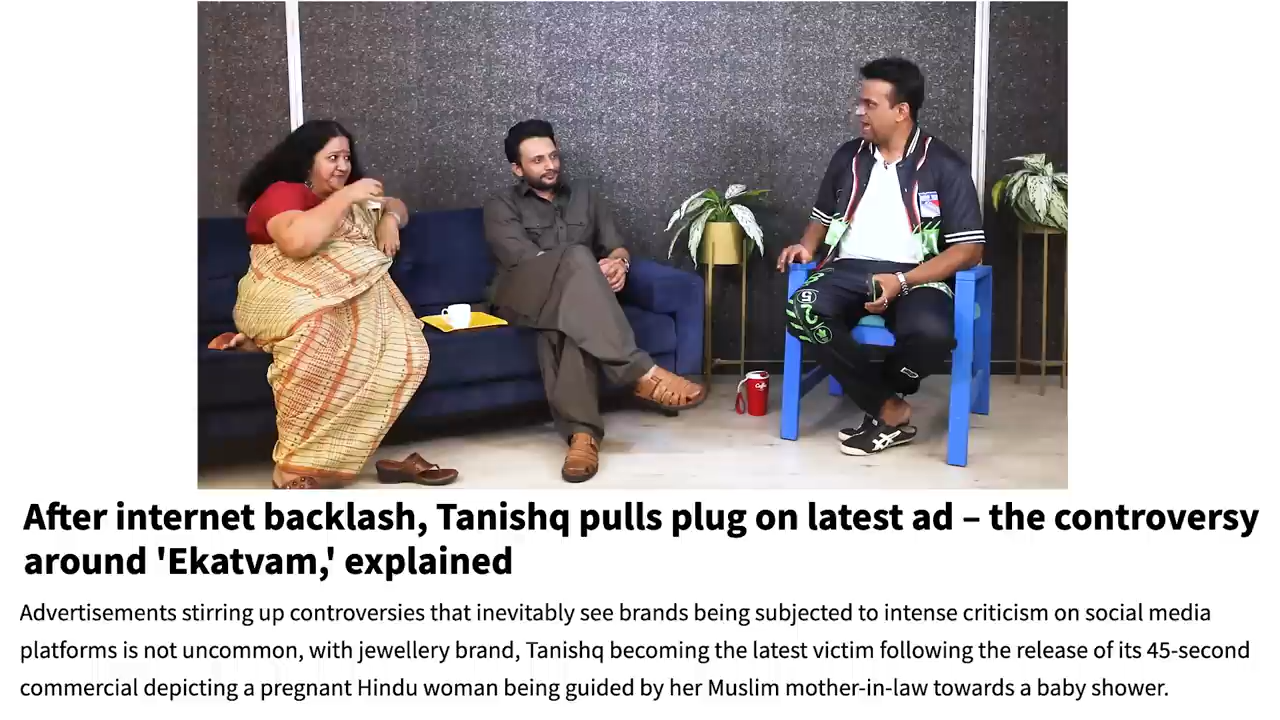 Coffee
After internet backlash, Tanishq pulls plug on latest ad – the controversy
around 'Ekatvam,' explained
Advertisements stirring up controversies that inevitably see brands being subjected to intense criticism on social media
platforms is not uncommon, with jewellery brand, Tanishq becoming the latest victim following the release of its 45-second
commercial depicting a pregnant Hindu woman being guided by her Muslim mother-in-law towards a baby shower.